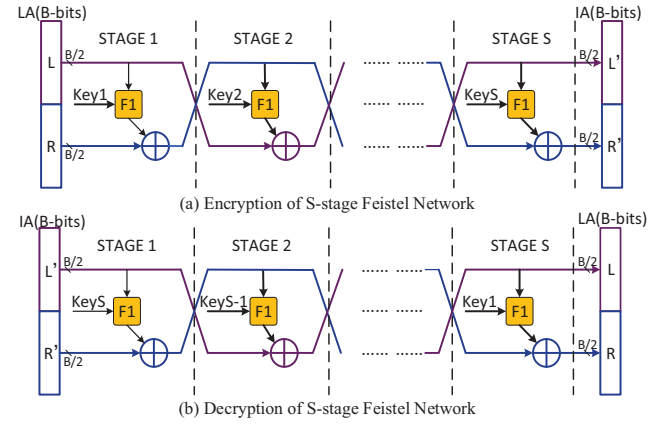 LA(B-bits)
IA(B-bits)
STAGE 1
STAGE 2
STAGE S
L
B/2
Key1
F1
Key2
F1
...... ......
KeyS
F1
B/2
L'
R
B/2
...... ......
B/2
R'
(a) Encryption of S-stage Feistel Network
IA(B-bits)
LA(B-bits)
STAGE 1
STAGE 2
STAGE S
L'
B/2
KeyS
F1
KeyS-1
F1
...... ......
Key1
F1
B/2
L
R'
B/2
...... ......
B/2
R
(b) Decryption of S-stage Feistel Network